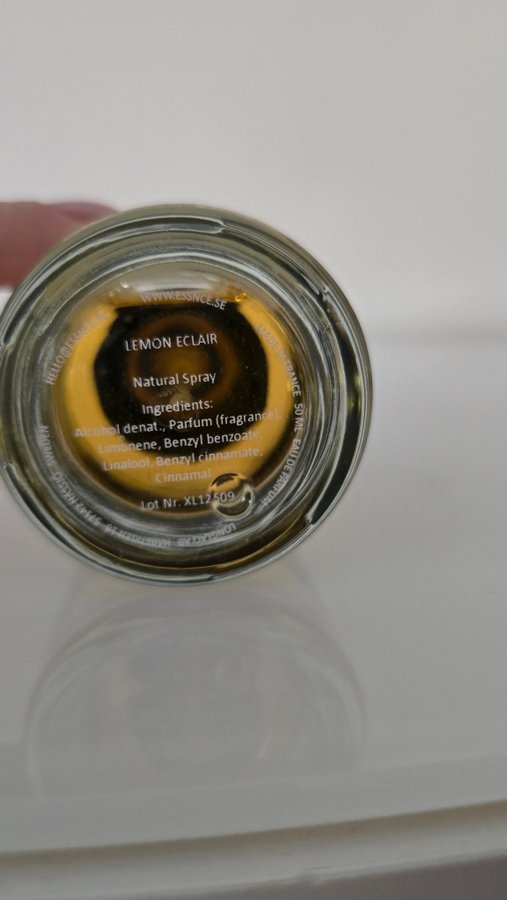 WWW.ESSNCE.SE
LEMON ECLAIR
Natural Spray
Ingredients:
Alcohol denat., Parfum (fragrance),
Limonene, Benzyl benzoate,
Linalool, Benzyl cinnamate,
Cinnamal.
Lot Nr. XL12509
MADE IN FRANCE 50 ML - EAU DE PARFUM
SWEDEN